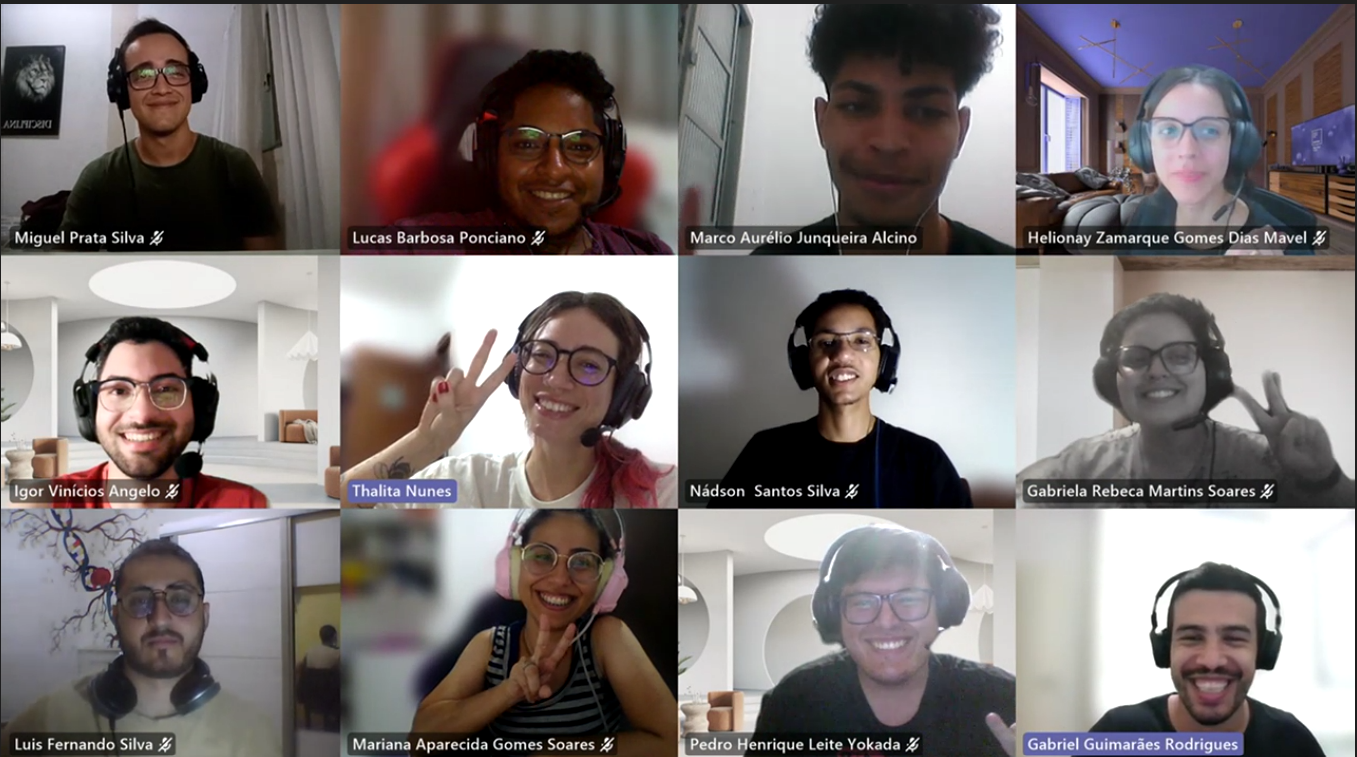 DISCIPLINA
Miguel Prata Silva
Lucas Barbosa Ponciano
Marco Aurélio Junqueira Alcino
Helionay Zamarque Gomes Dias Mavel
Igor Vinícios Angelo
Thalita Nunes
Nádson Santos Silva
Gabriela Rebeca Martins Soares
Luis Fernando Silva
Mariana Aparecida Gomes Soares
Pedro Henrique Leite Yokada
Gabriel Guimarães Rodrigues